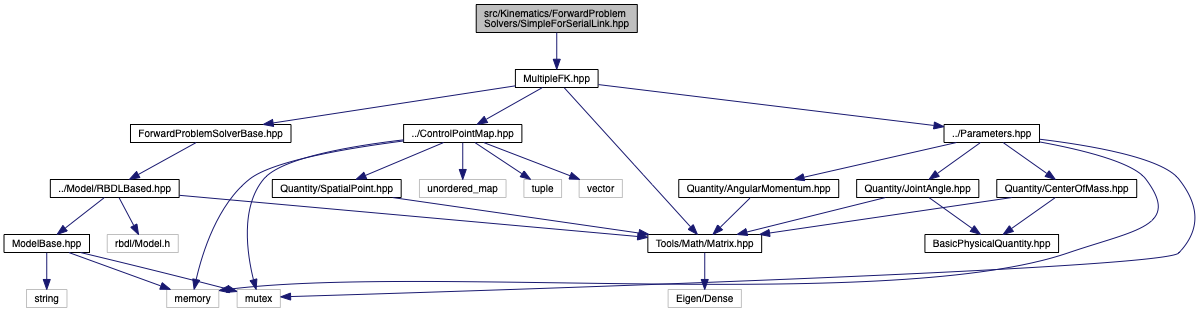 src/Kinematics/ForwardProblem
Solvers/SimpleForSerialLink.hpp
MultipleFK.hpp
ForwardProblemSolverBase.hpp
../ControlPointMap.hpp
../Parameters.hpp
../Model/RBDLBased.hpp
Quantity/SpatialPoint.hpp
unordered_map
tuple
vector
Quantity/AngularMomentum.hpp
Quantity/JointAngle.hpp
Quantity/CenterOfMass.hpp
ModelBase.hpp
rbdl/Model.h
Tools/Math/Matrix.hpp
BasicPhysicalQuantity.hpp
string
memory
mutex
Eigen/Dense